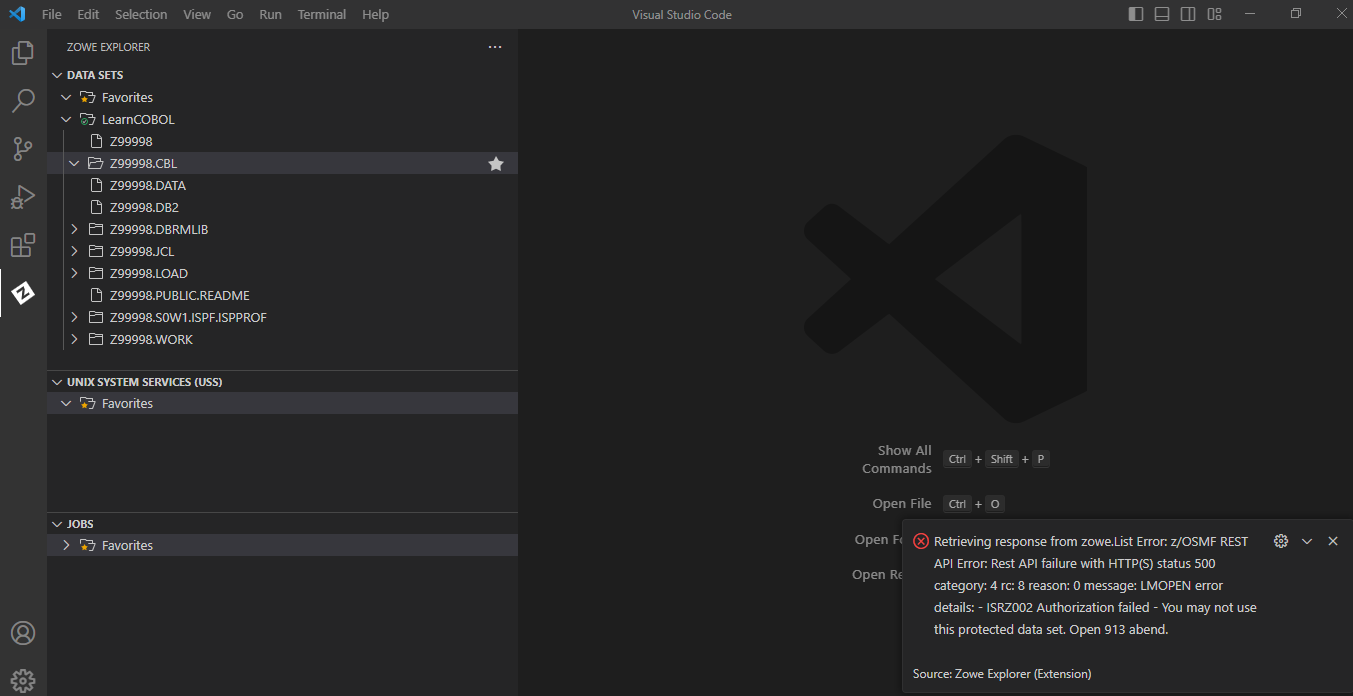 File Edit Selection View Go Run Terminal Help Visual Studio Code
ZOWE EXPLORER
DATA SETS
Favorites
LearnCOBOL
Z99998
Z99998.CBL
Z99998.DATA
Z99998.DB2
Z99998.DBRMLIB
Z99998.JCL
Z99998.LOAD
Z99998.PUBLIC.README
Z99998.S0W1.ISPF.ISPPROF
Z99998.WORK
UNIX SYSTEM SERVICES (USS)
Favorites
JOBS
Favorites
Show All
Commands Ctrl + Shift + P
Open File Ctrl + O
Open Fo
Open Re
Retrieving response from zowe.List Error: z/OSMF REST
API Error: Rest API failure with HTTP(S) status 500
category: 4 rc: 8 reason: 0 message: LMOPEN error
details: - ISRZ002 Authorization failed - You may not use
this protected data set. Open 913 abend.
Source: Zowe Explorer (Extension)